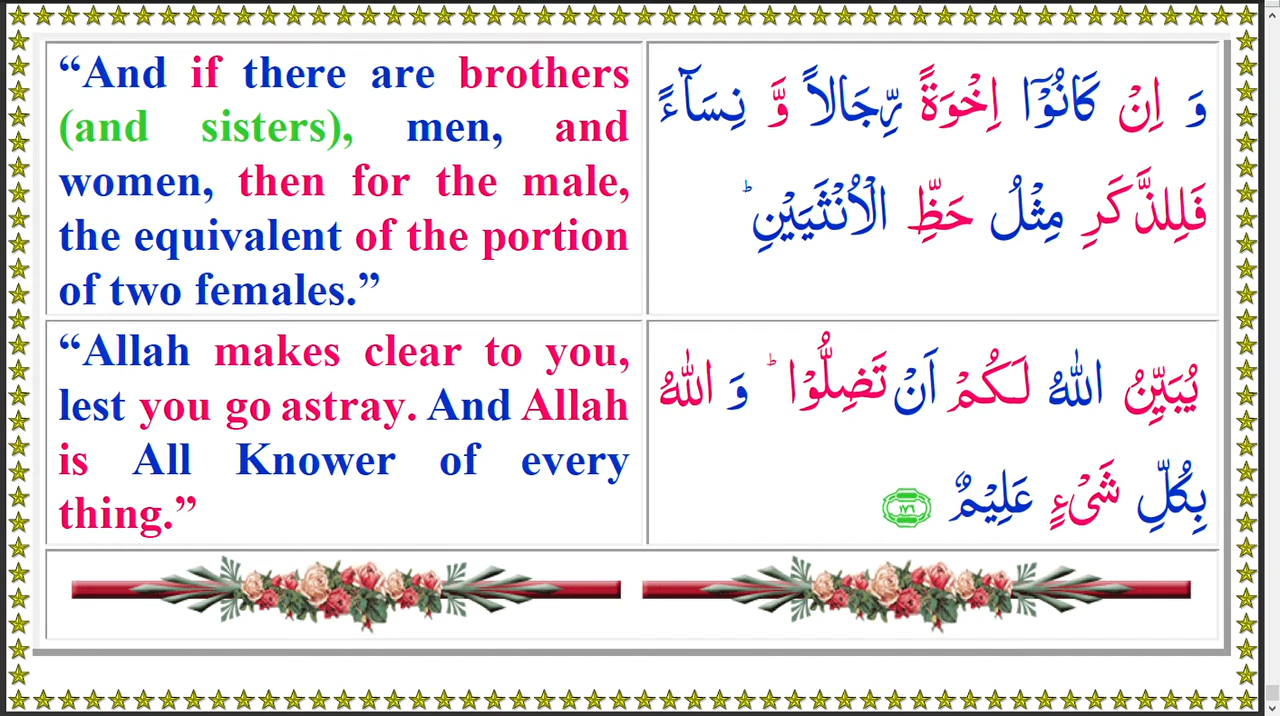 “And if there are brothers
(and sisters), men, and
women, then for the male,
the equivalent of the portion
of two females.”
وَ اِنْ كَانُوْۤا اِخْوَةً رِّجَالاً وَّ نِسَآءً
فَلِلذَّكَرِ مِثْلُ حَظِّ الْاُنْثَيَيْنِ ؕ
“Allah makes clear to you,
lest you go astray. And Allah
is All Knower of every
thing.”
يُبَيِّنُ اللّٰهُ لَـكُمْ اَنْ تَضِلُّوْا ؕ وَ اللّٰهُ
بِكُلِّ شَىْءٍ عَلِيْمٌ ۟ ١٧٦